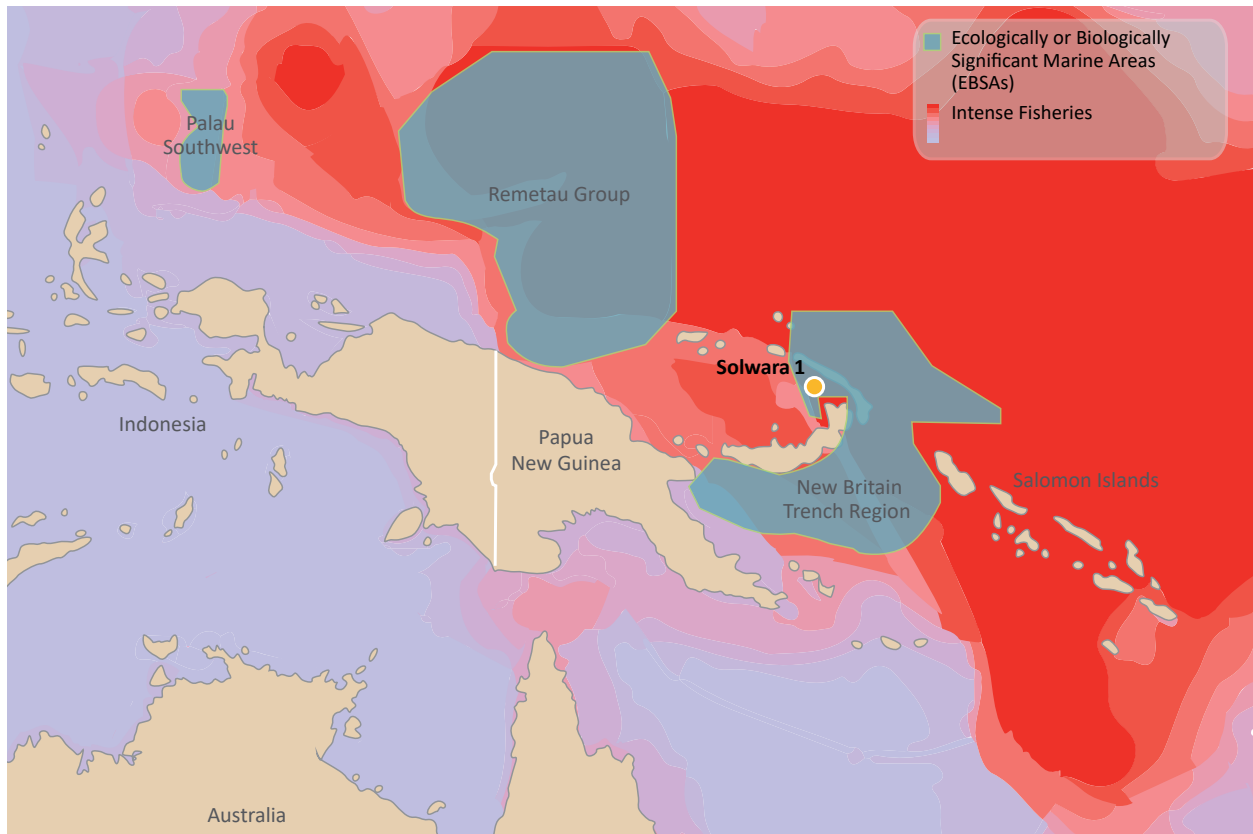 Ecologically or Biologically
Significant Marine Areas
(EBSAs)
Intense Fisheries
Palau
Southwest
Remetau Group
Solwara 1
Indonesia
Papua
New Guinea
New Britain
Trench Region
Salomon Islands
Australia